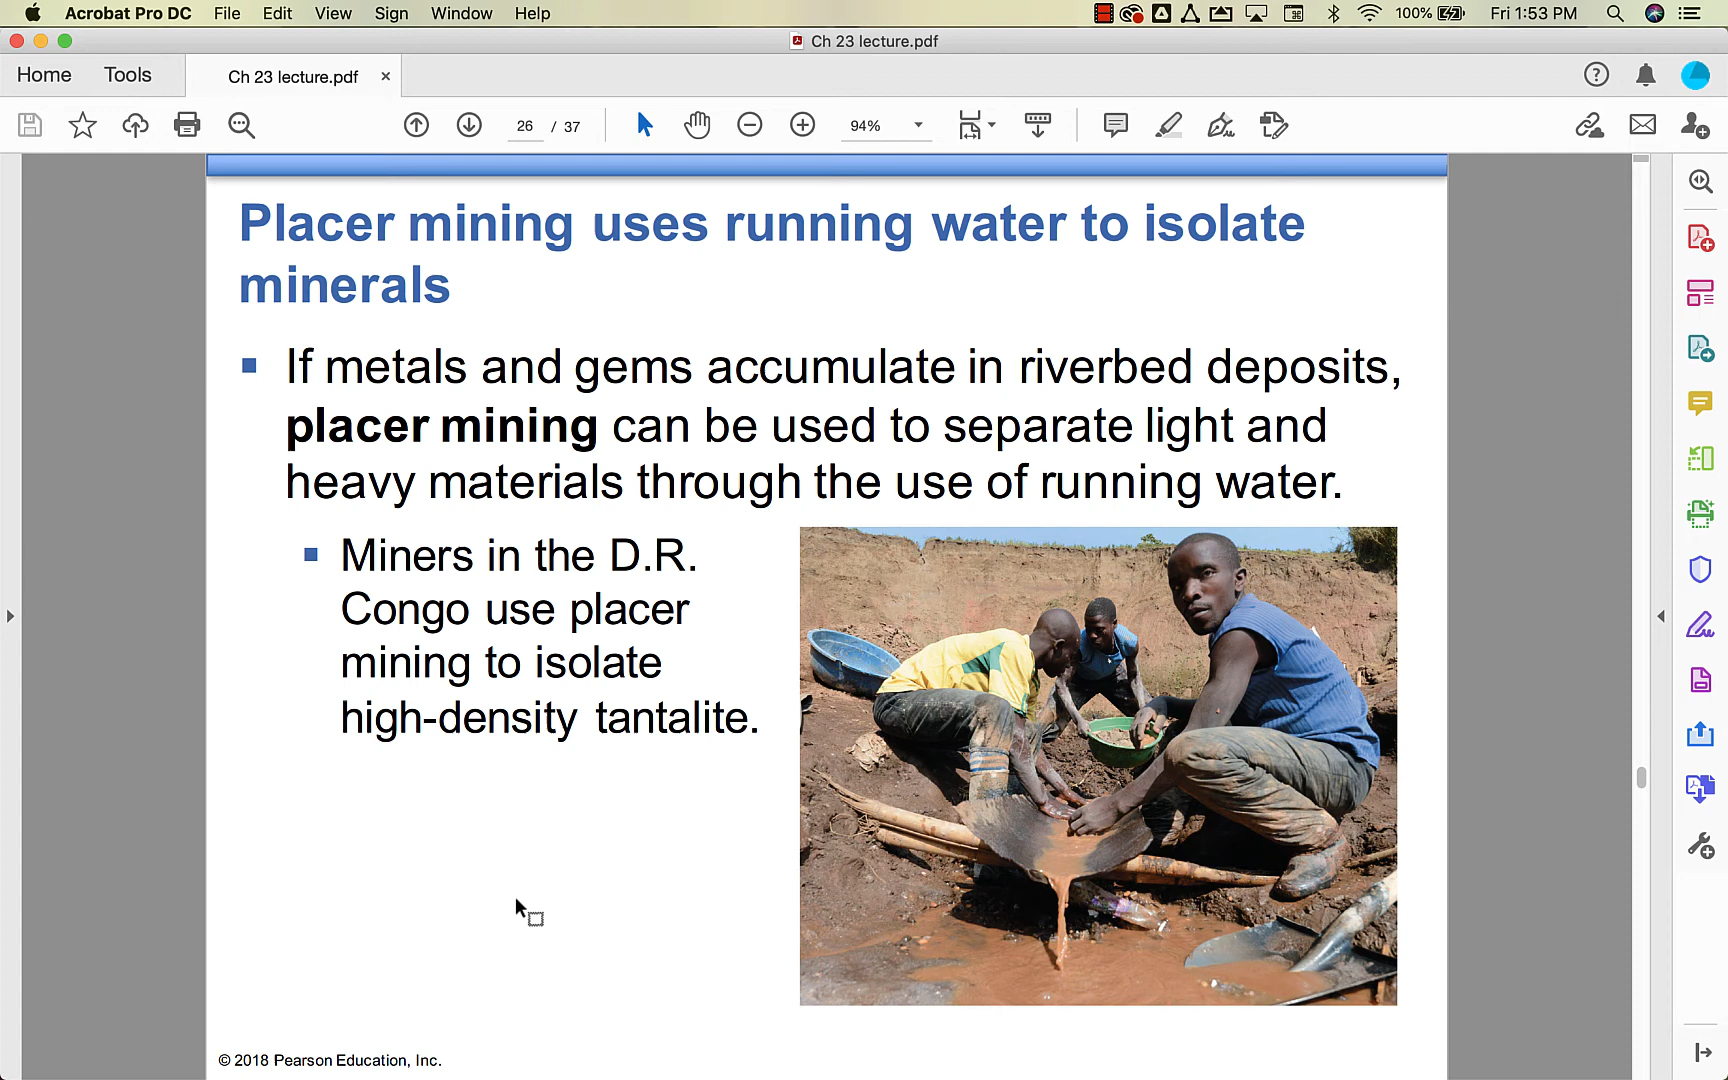 Acrobat Pro DC File Edit View Sign Window Help 100% Fri 1:53 PM
Ch 23 lecture.pdf
Home Tools Ch 23 lecture.pdf ×
26 / 37 94%
Placer mining uses running water to isolate
minerals
If metals and gems accumulate in riverbed deposits,
placer mining can be used to separate light and
heavy materials through the use of running water.
Miners in the D.R.
Congo use placer
mining to isolate
high-density tantalite.
© 2018 Pearson Education, Inc.